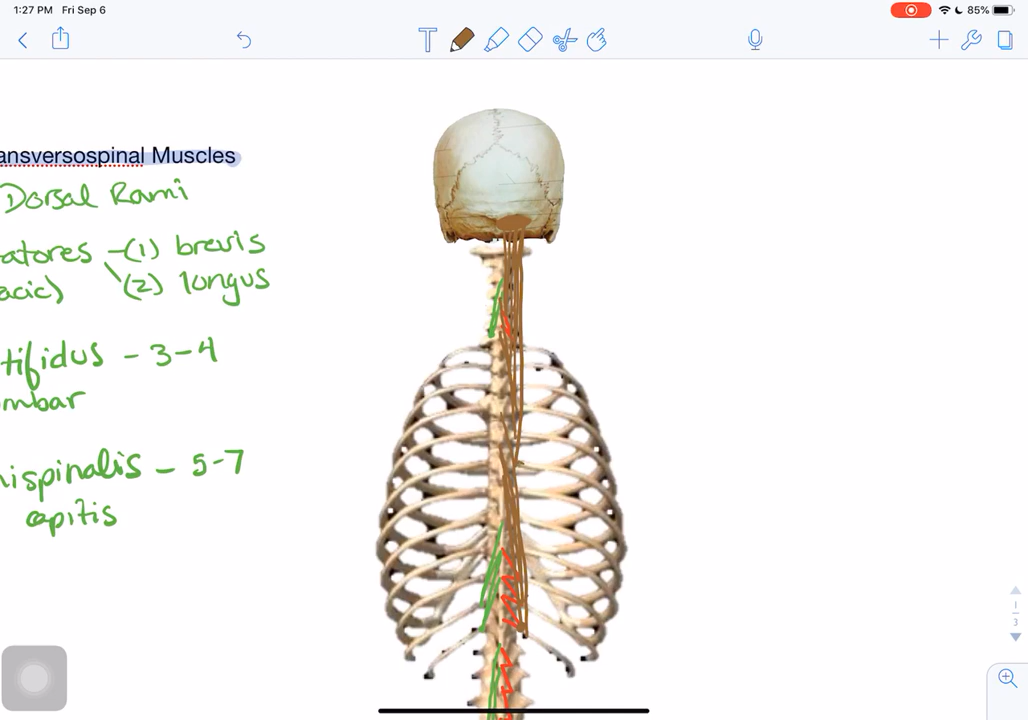 1:27 PM Fri Sep 6
85%
T
ansversospinal Muscles
Dorsal Rami
atores - (1) brevis
acic) (2) longus
tifidus - 3-4
mbar
ispinalis - 5-7
capitis
1
3